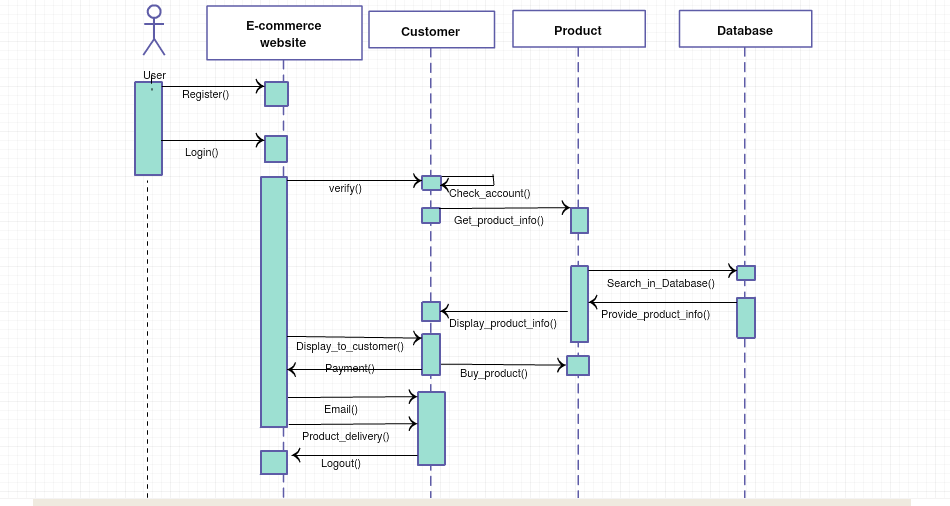 E-commerce
website
Customer
Product
Database
User
Register()
Login()
verify()
Check_account()
Get_product_info()
Search_in_Database()
Provide_product_info()
Display_product_info()
Display_to_customer()
Payment()
Buy_product()
Email()
Product_delivery()
Logout()